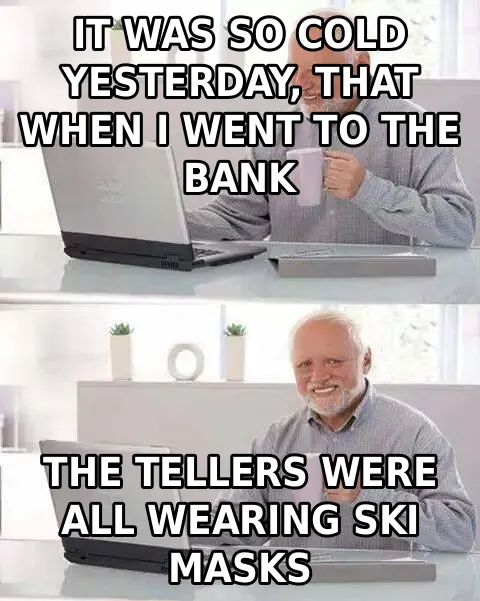 IT WAS SO COLD
YESTERDAY, THAT
WHEN I WENT TO THE
BANK
THE TELLERS WERE
ALL WEARING SKI
MASKS